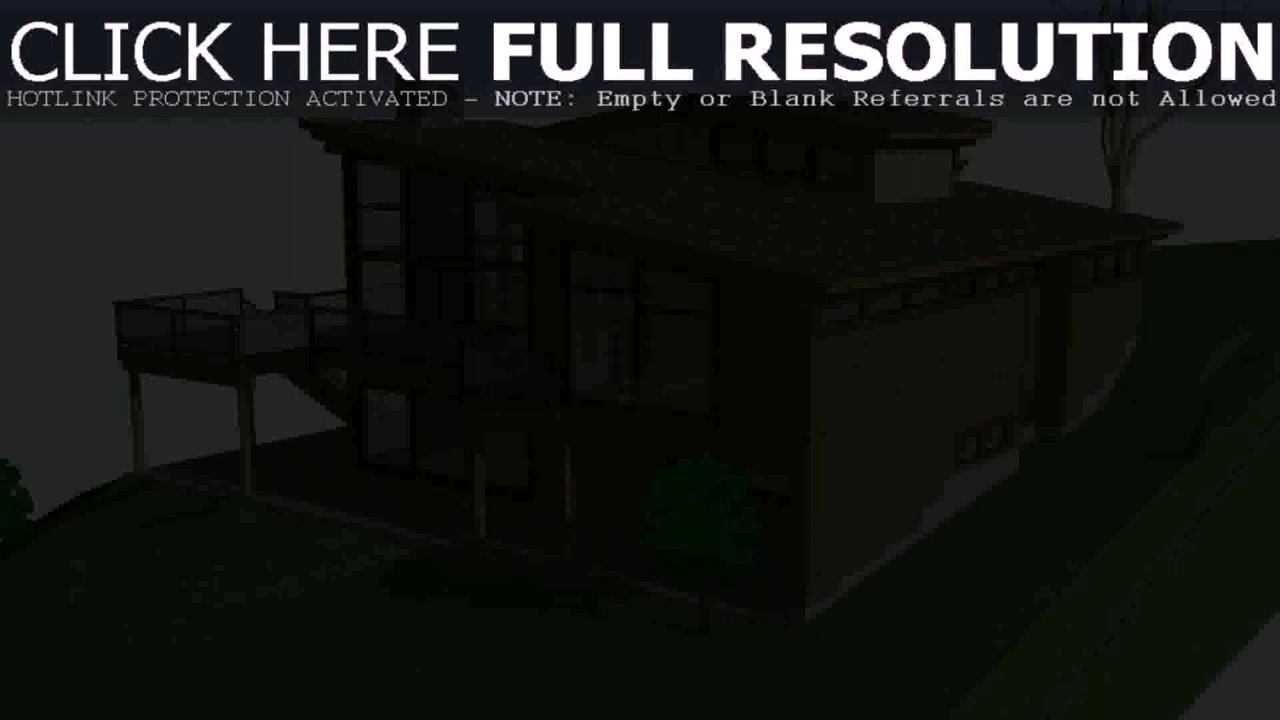 CLICK HERE FULL RESOLUTION
HOTLINK PROTECTION ACTIVATED – NOTE: Empty or Blank Referrals are not Allowed